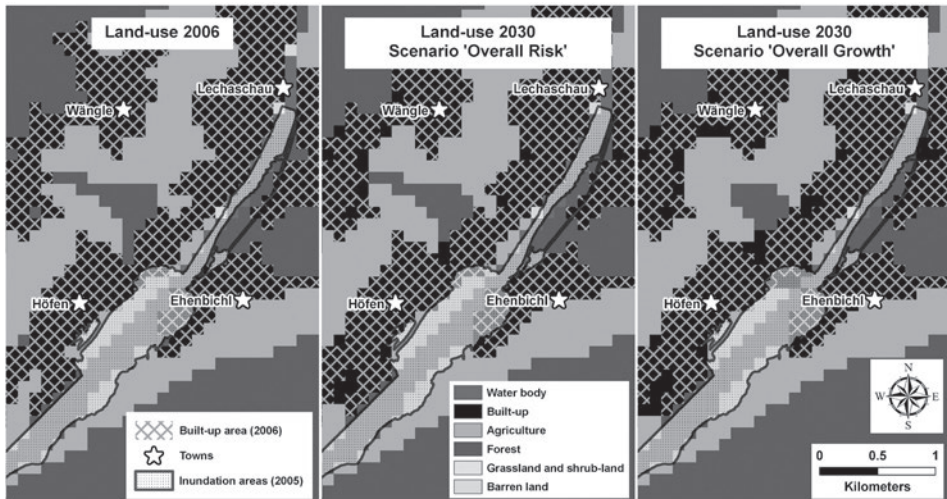 Land-use 2006
Lechaschau
Wängle
Höfen
Ehenbichl
Built-up area (2006)
Towns
Inundation areas (2005)
Land-use 2030
Scenario 'Overall Risk'
Lechaschau
Wängle
Höfen
Ehenbichl
Water body
Built-up
Agriculture
Forest
Grassland and shrub-land
Barren land
Land-use 2030
Scenario 'Overall Growth'
Lechaschau
Wängle
Höfen
Ehenbichl
N
W E
S
0 0.5 1
Kilometers